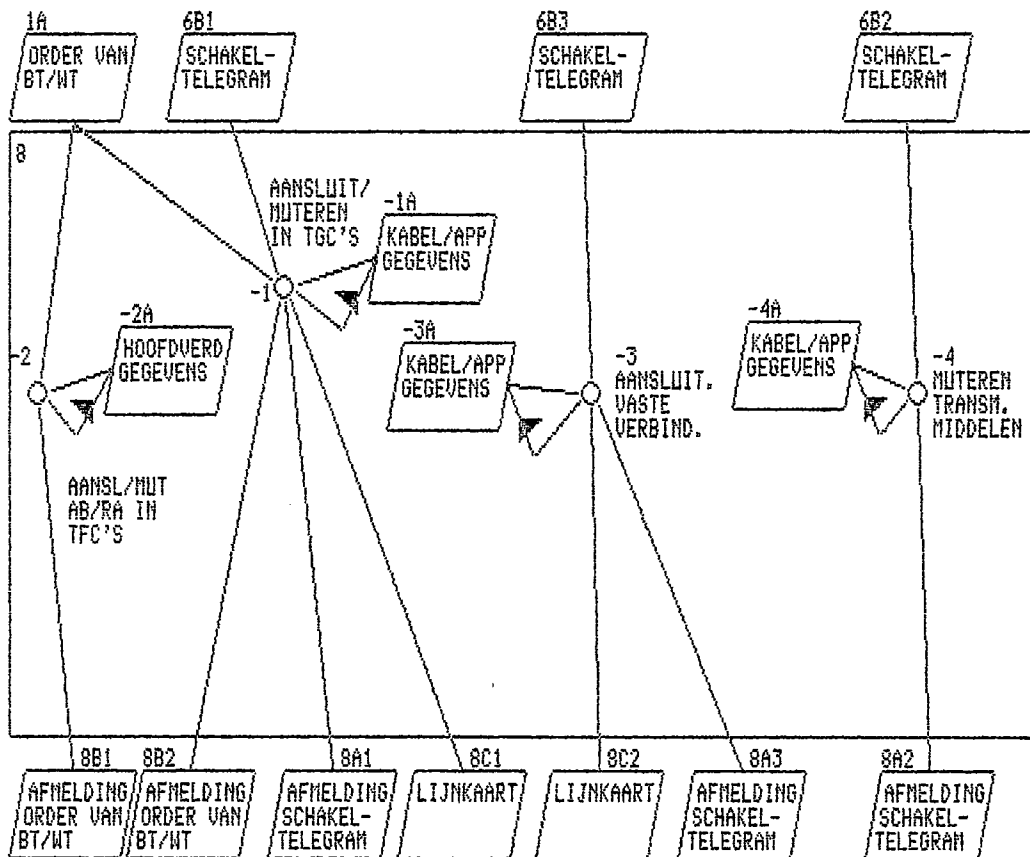 1A
ORDER VAN
BT/WT
6B1
SCHAKEL-
TELEGRAM
6B3
SCHAKEL-
TELEGRAM
6B2
SCHAKEL-
TELEGRAM
8
AANSLUIT/
MUTEREN
IN TGC'S
-1
-1A
KABEL/APP
GEGEVENS
-2
-2A
HOOFDVERD
GEGEVENS
AANSL/MUT
AB/RA IN
TFC'S
-3A
KABEL/APP
GEGEVENS
-3
AANSLUIT.
VASTE
VERBIND.
-4A
KABEL/APP
GEGEVENS
-4
MUTEREN
TRANSM.
MIDDELEN
8B1
AFMELDING
ORDER VAN
BT/WT
8B2
AFMELDING
ORDER VAN
BT/WT
8A1
AFMELDING
SCHAKEL-
TELEGRAM
8C1
LIJNKAART
8C2
LIJNKAART
8A3
AFMELDING
SCHAKEL-
TELEGRAM
8A2
AFMELDING
SCHAKEL-
TELEGRAM